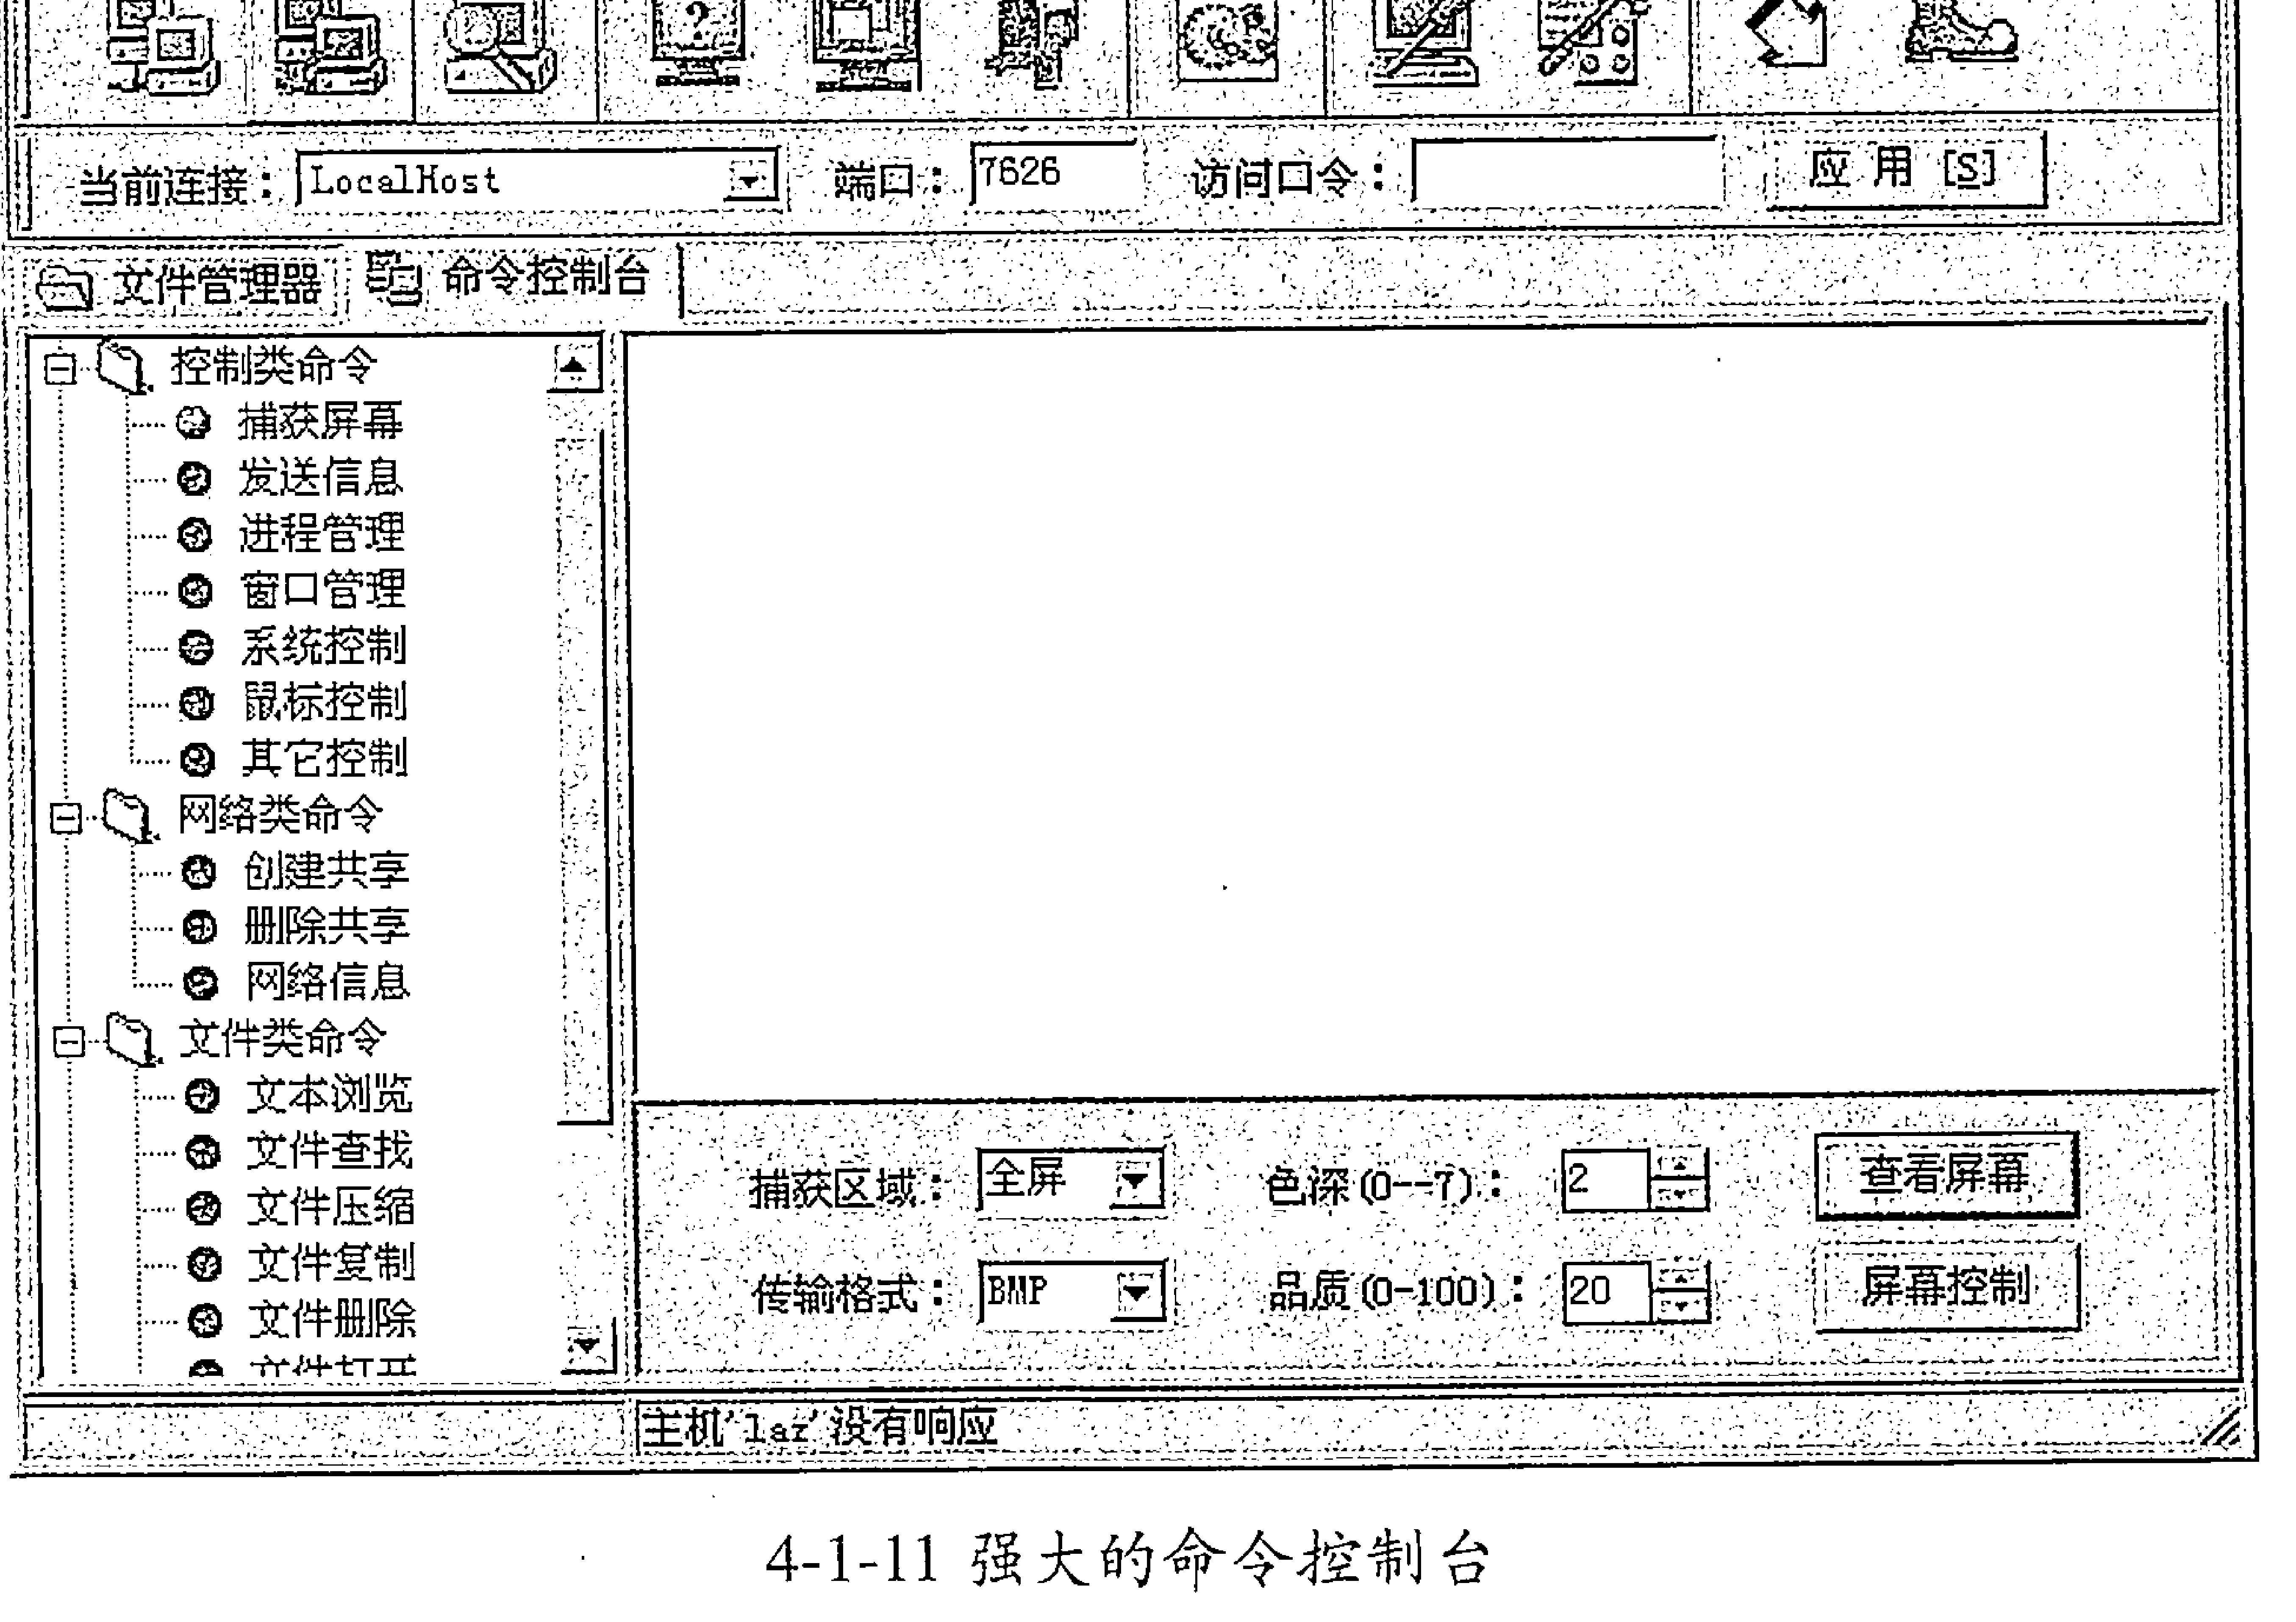 ?
当前连接： LocalHost 端口： 7626 访问口令： 应 用 [S]
文件管理器 命令控制台
控制类命令
捕获屏幕
发送信息
进程管理
窗口管理
系统控制
鼠标控制
其它控制
网络类命令
创建共享
删除共享
网络信息
文件类命令
文本浏览
文件查找
文件压缩
文件复制
文件删除
文件打开
捕获区域： 全屏 色深(0--7)： 2 查看屏幕
传输格式： BMP 品质(0-100)： 20 屏幕控制
主机'laz'没有响应
4-1-11 强大的命令控制台